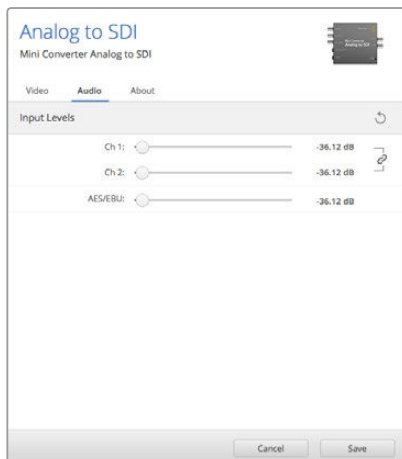 Analog to SDI
Mini Converter Analog to SDI
Video Audio About
Input Levels
Ch 1: -36.12 dB
Ch 2: -36.12 dB
AES/EBU: -36.12 dB
Cancel Save